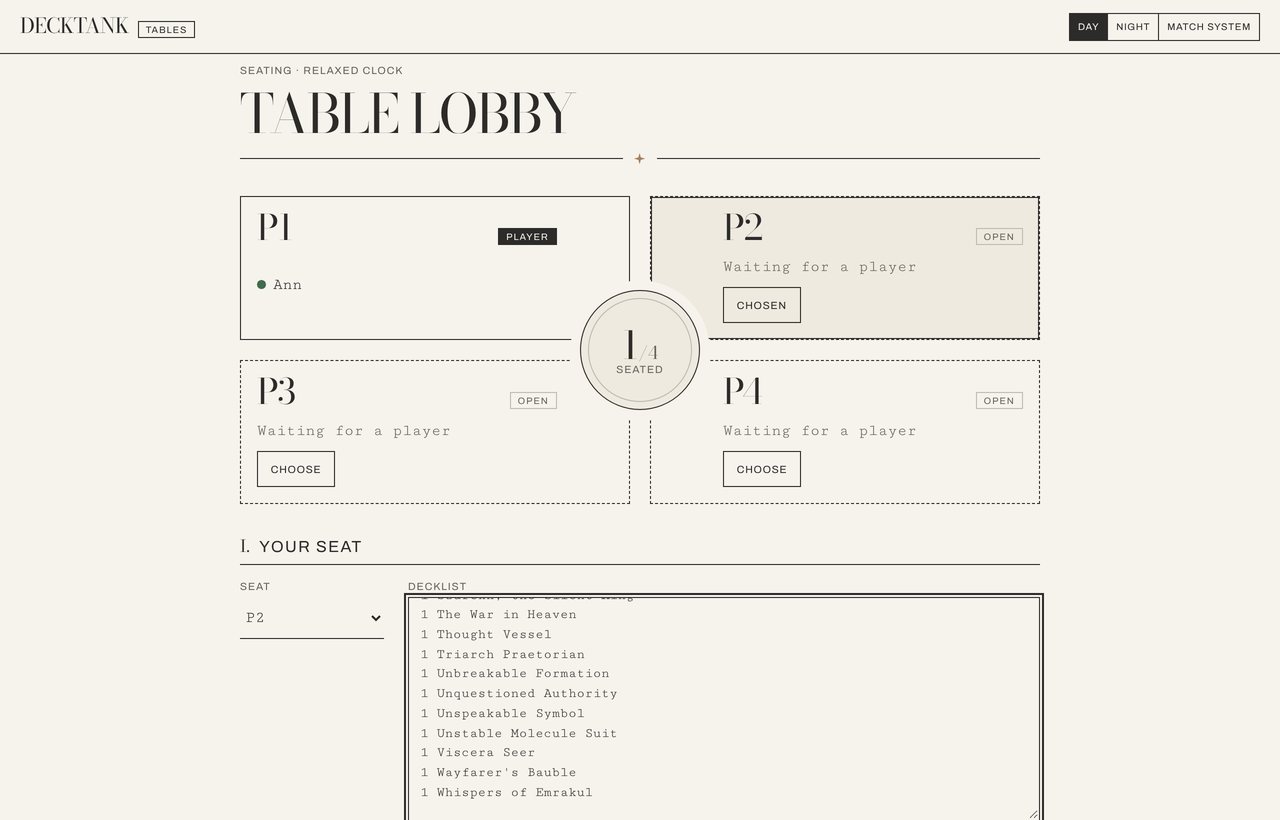 DECKTANK TABLES
DAY NIGHT MATCH SYSTEM
SEATING · RELAXED CLOCK
TABLE LOBBY
P1
PLAYER
Ann
P2
OPEN
Waiting for a player
CHOSEN
1/4
SEATED
P3
OPEN
Waiting for a player
CHOOSE
P4
OPEN
Waiting for a player
CHOOSE
I. YOUR SEAT
SEAT
P2
DECKLIST
1 The War in Heaven
1 Thought Vessel
1 Triarch Praetorian
1 Unbreakable Formation
1 Unquestioned Authority
1 Unspeakable Symbol
1 Unstable Molecule Suit
1 Viscera Seer
1 Wayfarer's Bauble
1 Whispers of Emrakul